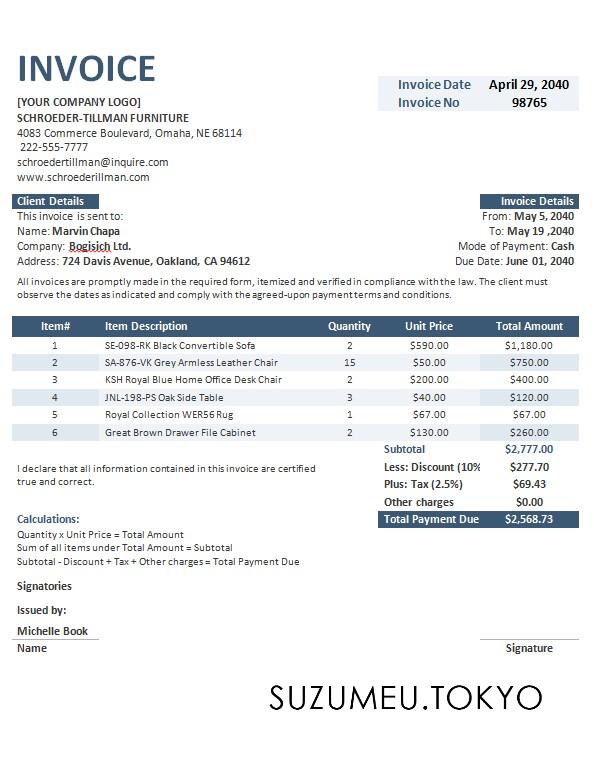 INVOICE
Invoice Date April 29, 2040
Invoice No 98765
[YOUR COMPANY LOGO]
SCHROEDER-TILLMAN FURNITURE
4083 Commerce Boulevard, Omaha, NE 68114
222-555-7777
schroedertillman@inquire.com
www.schroederillman.com
Client Details
This invoice is sent to:
Name: Marvin Chapa
Company: Bogisich Ltd.
Address: 724 Davis Avenue, Oakland, CA 94612
Invoice Details
From: May 5, 2040
To: May 19 ,2040
Mode of Payment: Cash
Due Date: June 01, 2040
All invoices are promptly made in the required form, itemized and verified in compliance with the law. The client must
observe the dates as indicated and comply with the agreed-upon payment terms and conditions.
Item# Item Description Quantity Unit Price Total Amount
1 SE-098-RK Black Convertible Sofa 2 $590.00 $1,180.00
2 SA-876-VK Grey Armless Leather Chair 15 $50.00 $750.00
3 KSH Royal Blue Home Office Desk Chair 2 $200.00 $400.00
4 JNL-198-PS Oak Side Table 3 $40.00 $120.00
5 Royal Collection WER56 Rug 1 $67.00 $67.00
6 Great Brown Drawer File Cabinet 2 $130.00 $260.00
Subtotal $2,777.00
Less: Discount (10% $277.70
Plus: Tax (2.5%) $69.43
Other charges $0.00
Total Payment Due $2,568.73
I declare that all information contained in this invoice are certified
true and correct.
Calculations:
Quantity x Unit Price = Total Amount
Sum of all items under Total Amount = Subtotal
Subtotal - Discount + Tax + Other charges = Total Payment Due
Signatories
Issued by:
Michelle Book
Name Signature
SUZUMEU.TOKYO